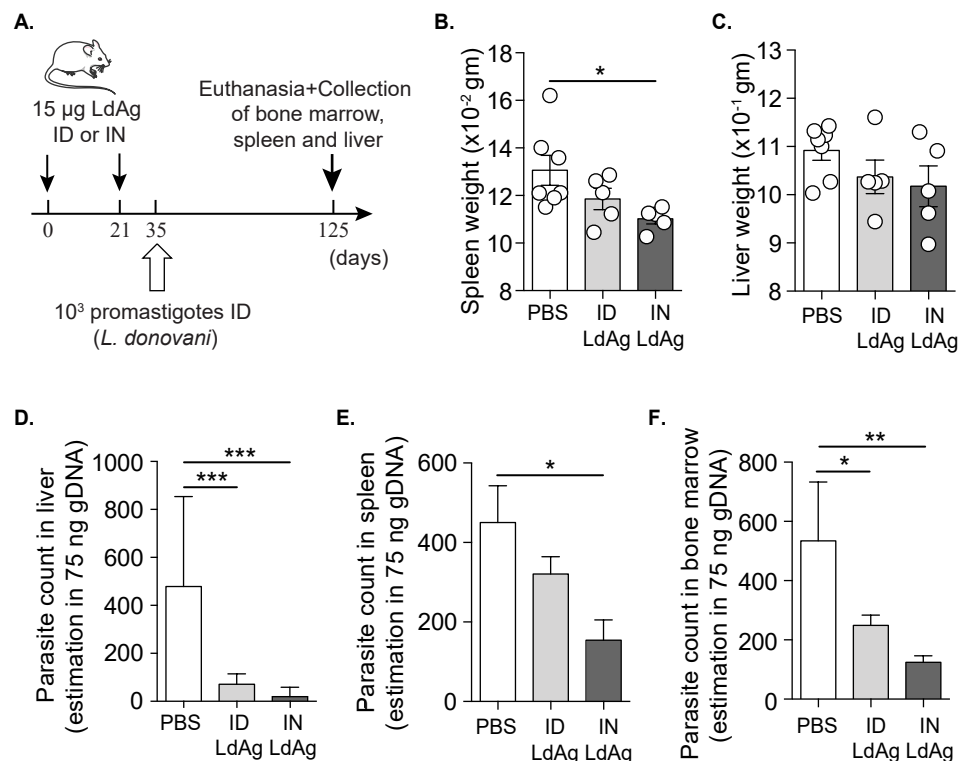 A.
15 µg LdAg
ID or IN
Euthanasia+Collection
of bone marrow,
spleen and liver
0
21
35
125
(days)
10³ promastigotes ID
(L. donovani)
B.
Spleen weight (x10⁻² gm)
18
16
14
12
10
8
*
PBS
ID
LdAg
IN
LdAg
C.
Liver weight (x10⁻¹ gm)
13
11
10
9
8
PBS
ID
LdAg
IN
LdAg
D.
Parasite count in liver
(estimation in 75 ng gDNA)
1000
800
600
400
200
0
***
***
PBS
ID
LdAg
IN
LdAg
E.
Parasite count in spleen
(estimation in 75 ng gDNA)
600
400
200
0
*
PBS
ID
LdAg
IN
LdAg
F.
Parasite count in bone marrow
(estimation in 75 ng gDNA)
800
600
400
200
0
**
*
PBS
ID
LdAg
IN
LdAg